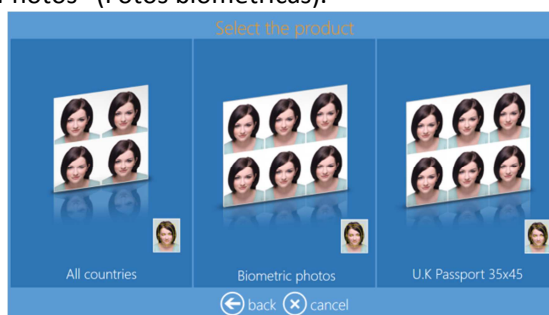 Photos" (Fotos biométricas).
Select the product
All countries
Biometric photos
U.K Passport 35x45
back cancel